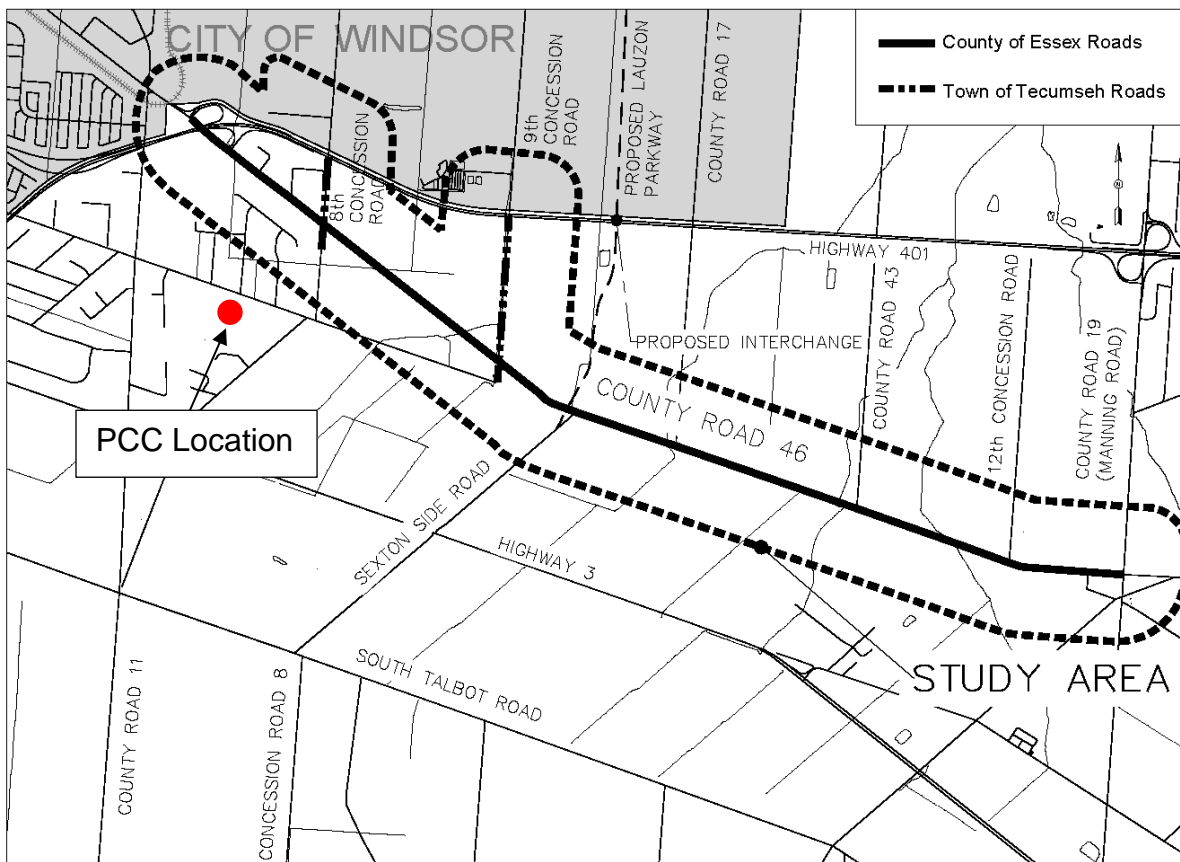 CITY OF WINDSOR
County of Essex Roads
Town of Tecumseh Roads
8th
CONCESSION
ROAD
9th
CONCESSION
ROAD
PROPOSED LAUZON
PARKWAY
COUNTY ROAD 17
HIGHWAY 401
PROPOSED INTERCHANGE
COUNTY ROAD 43
12th CONCESSION ROAD
COUNTY ROAD 19
(MANNING ROAD)
COUNTY ROAD 46
PCC Location
SEXTON SIDE ROAD
HIGHWAY 3
STUDY AREA
SOUTH TALBOT ROAD
COUNTY ROAD 11
CONCESSION ROAD 8